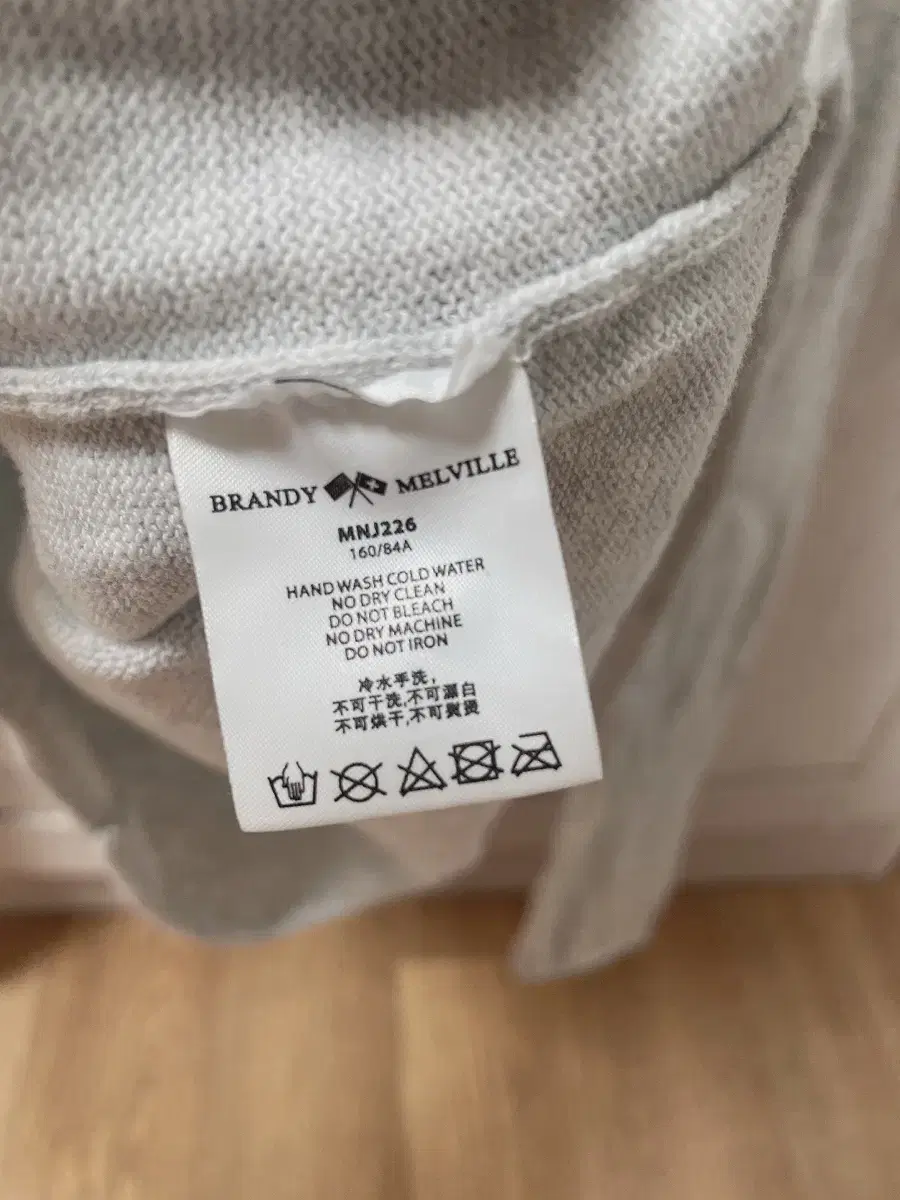 BRANDY MELVILLE
MNJ226
160/84A
HAND WASH COLD WATER
NO DRY CLEAN
DO NOT BLEACH
NO DRY MACHINE
DO NOT IRON
冷水手洗,
不可干洗,不可漂白
不可烘干,不可熨烫